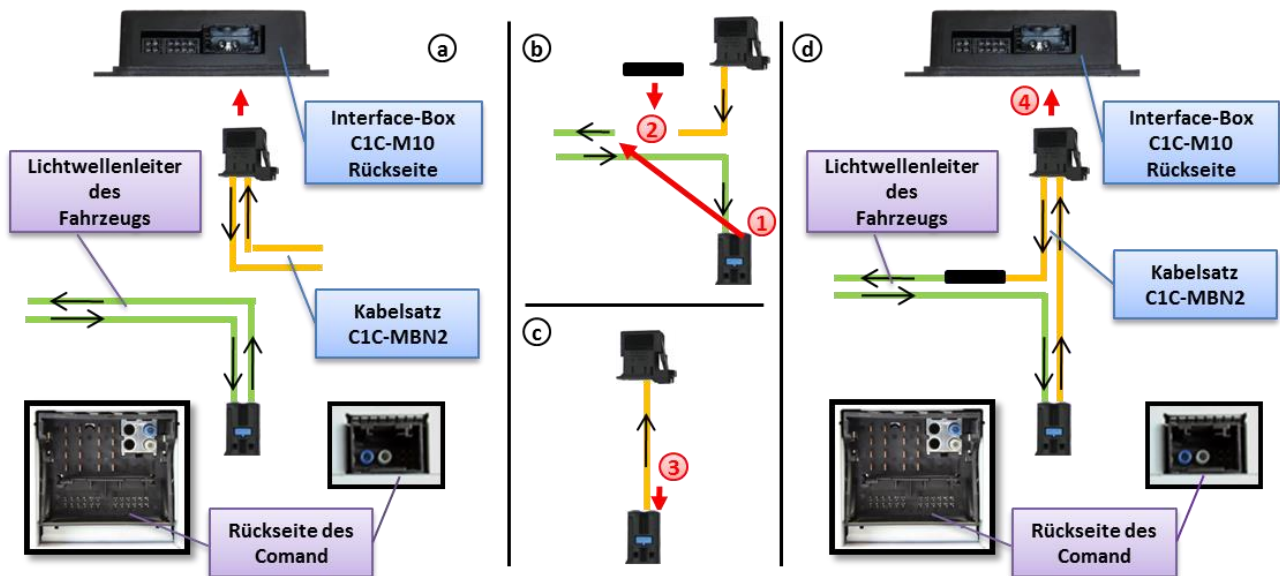 a
Interface-Box
C1C-M10
Rückseite
Lichtwellenleiter
des
Fahrzeugs
Kabelsatz
C1C-MBN2
Rückseite des
Comand
b
2
1
c
3
d
4
Interface-Box
C1C-M10
Rückseite
Lichtwellenleiter
des
Fahrzeugs
Kabelsatz
C1C-MBN2
Rückseite des
Comand